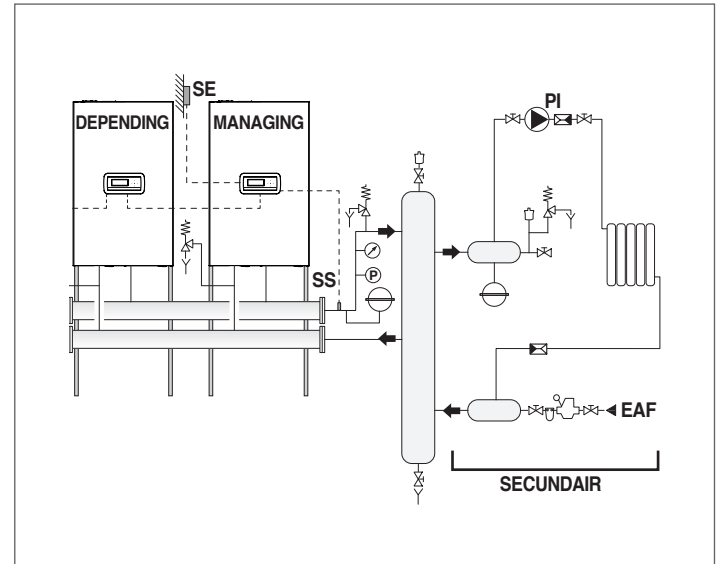 SE
PI
DEPENDING
MANAGING
SS
P
EAF
SECUNDAIR